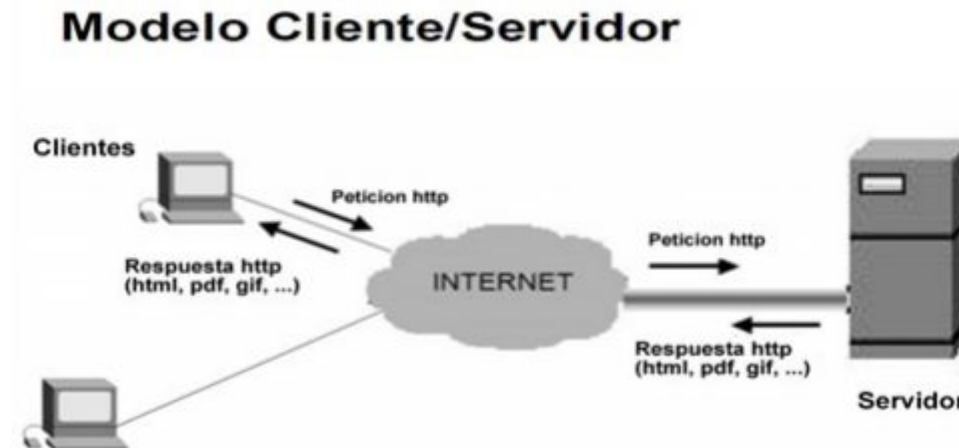 Modelo Cliente/Servidor
Clientes
Peticion http
Respuesta http
(html, pdf, gif, ...)
INTERNET
Peticion http
Respuesta http
(html, pdf, gif, ...)
Servidor